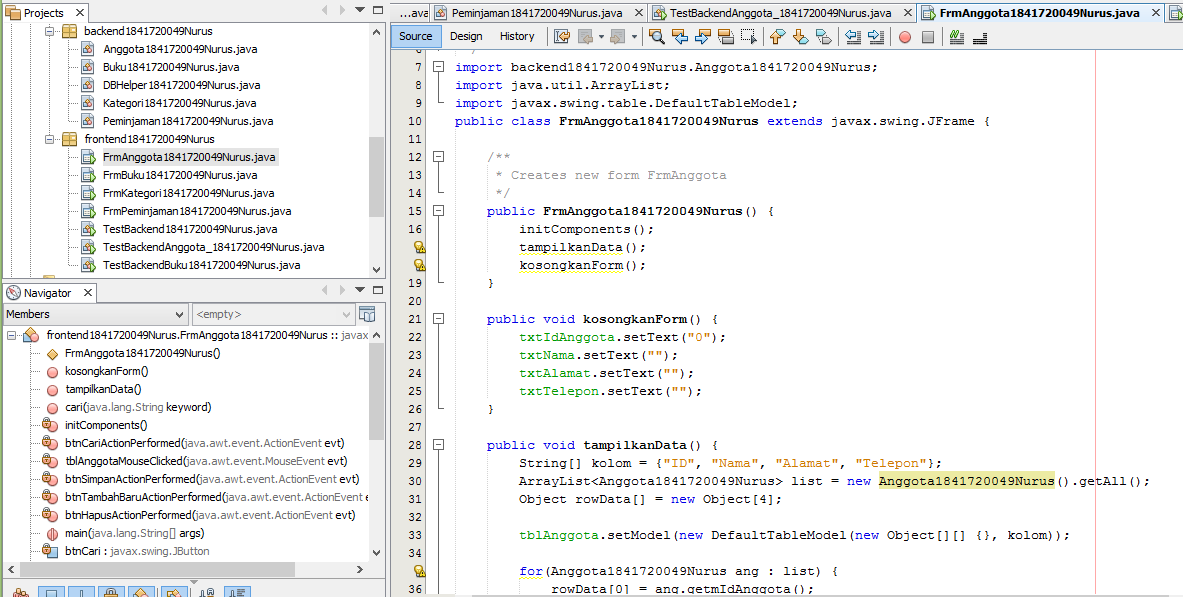 Projects
backend1841720049Nurus
Anggota1841720049Nurus.java
Buku1841720049Nurus.java
DBHelper1841720049Nurus.java
Kategori1841720049Nurus.java
Peminjaman1841720049Nurus.java
frontend1841720049Nurus
FrmAnggota1841720049Nurus.java
FrmBuku1841720049Nurus.java
FrmKategori1841720049Nurus.java
FrmPeminjaman1841720049Nurus.java
TestBackend1841720049Nurus.java
TestBackendAnggota_1841720049Nurus.java
TestBackendBuku1841720049Nurus.java
Navigator
Members
<empty>
frontend1841720049Nurus.FrmAnggota1841720049Nurus :: javax
FrmAnggota1841720049Nurus()
kosongkanForm()
tampilkanData()
cari(java.lang.String keyword)
initComponents()
btnCariActionPerformed(java.awt.event.ActionEvent evt)
tblAnggotaMouseClicked(java.awt.event.MouseEvent evt)
btnSimpanActionPerformed(java.awt.event.ActionEvent evt)
btnTambahBaruActionPerformed(java.awt.event.ActionEvent e
btnHapusActionPerformed(java.awt.event.ActionEvent evt)
main(java.lang.String[] args)
btnCari : javax.swing.JButton
...ava Peminjaman1841720049Nurus.java TestBackendAnggota_1841720049Nurus.java FrmAnggota1841720049Nurus.java
Source Design History
7 import backend1841720049Nurus.Anggota1841720049Nurus;
8 import java.util.ArrayList;
9 import javax.swing.table.DefaultTableModel;
10 public class FrmAnggota1841720049Nurus extends javax.swing.JFrame {
11
12 /**
13 * Creates new form FrmAnggota
14 */
15 public FrmAnggota1841720049Nurus() {
16 initComponents();
tampilkanData();
kosongkanForm();
19 }
20
21 public void kosongkanForm() {
22 txtIdAnggota.setText("0");
23 txtNama.setText("");
24 txtAlamat.setText("");
25 txtTelepon.setText("");
26 }
27
28 public void tampilkanData() {
29 String[] kolom = {"ID", "Nama", "Alamat", "Telepon"};
30 ArrayList<Anggota1841720049Nurus> list = new Anggota1841720049Nurus().getAll();
31 Object rowData[] = new Object[4];
32
33 tblAnggota.setModel(new DefaultTableModel(new Object[][] {}, kolom));
34
for(Anggota1841720049Nurus ang : list) {
36 rowData[0] = ang.getmIdAnggota();